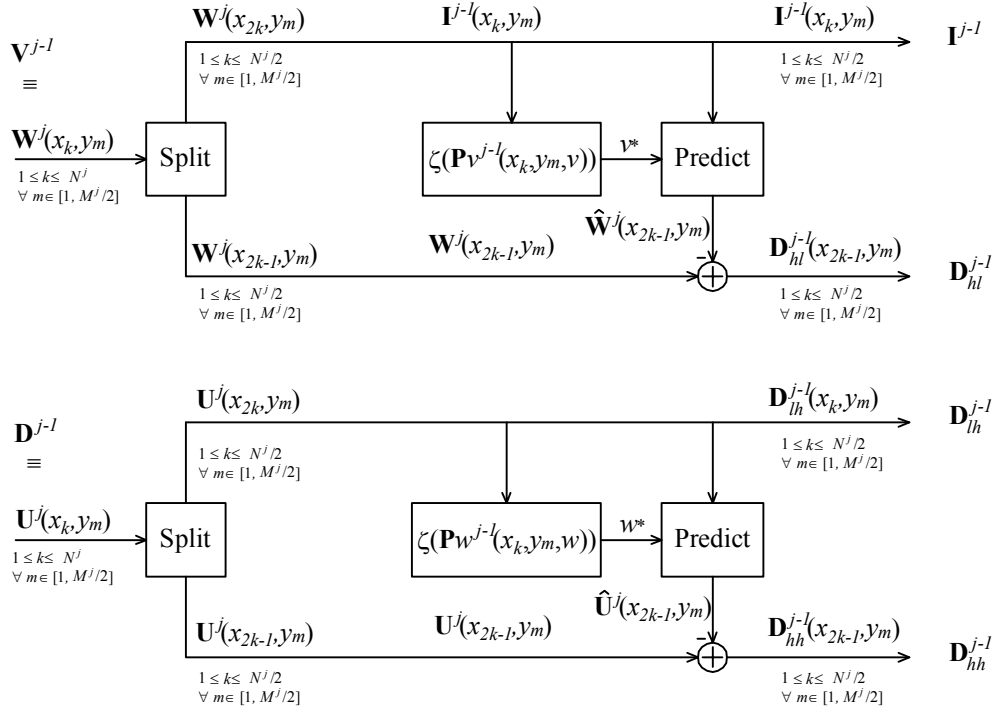 W^j(x_{2k},y_m)
I^{j-1}(x_k,y_m)
I^{j-1}(x_k,y_m)
I^{j-1}
V^{j-1}
≡
1 ≤ k ≤ N^j/2
∀ m ∈ [1, M^j/2]
1 ≤ k ≤ N^j/2
∀ m ∈ [1, M^j/2]
W^j(x_k,y_m)
Split
ζ(Pv^{j-1}(x_k,y_m,v))
v*
Predict
1 ≤ k ≤ N^j
∀ m ∈ [1, M^j/2]
Ŵ^j(x_{2k-1},y_m)
W^j(x_{2k-1},y_m)
W^j(x_{2k-1},y_m)
-
+
D_{hl}^{j-1}(x_{2k-1},y_m)
D_{hl}^{j-1}
1 ≤ k ≤ N^j/2
∀ m ∈ [1, M^j/2]
1 ≤ k ≤ N^j/2
∀ m ∈ [1, M^j/2]
U^j(x_{2k},y_m)
D_{lh}^{j-1}(x_k,y_m)
D_{lh}^{j-1}
D^{j-1}
≡
1 ≤ k ≤ N^j/2
∀ m ∈ [1, M^j/2]
1 ≤ k ≤ N^j/2
∀ m ∈ [1, M^j/2]
U^j(x_k,y_m)
Split
ζ(Pw^{j-1}(x_k,y_m,w))
w*
Predict
1 ≤ k ≤ N^j
∀ m ∈ [1, M^j/2]
Û^j(x_{2k-1},y_m)
U^j(x_{2k-1},y_m)
U^j(x_{2k-1},y_m)
-
+
D_{hh}^{j-1}(x_{2k-1},y_m)
D_{hh}^{j-1}
1 ≤ k ≤ N^j/2
∀ m ∈ [1, M^j/2]
1 ≤ k ≤ N^j/2
∀ m ∈ [1, M^j/2]